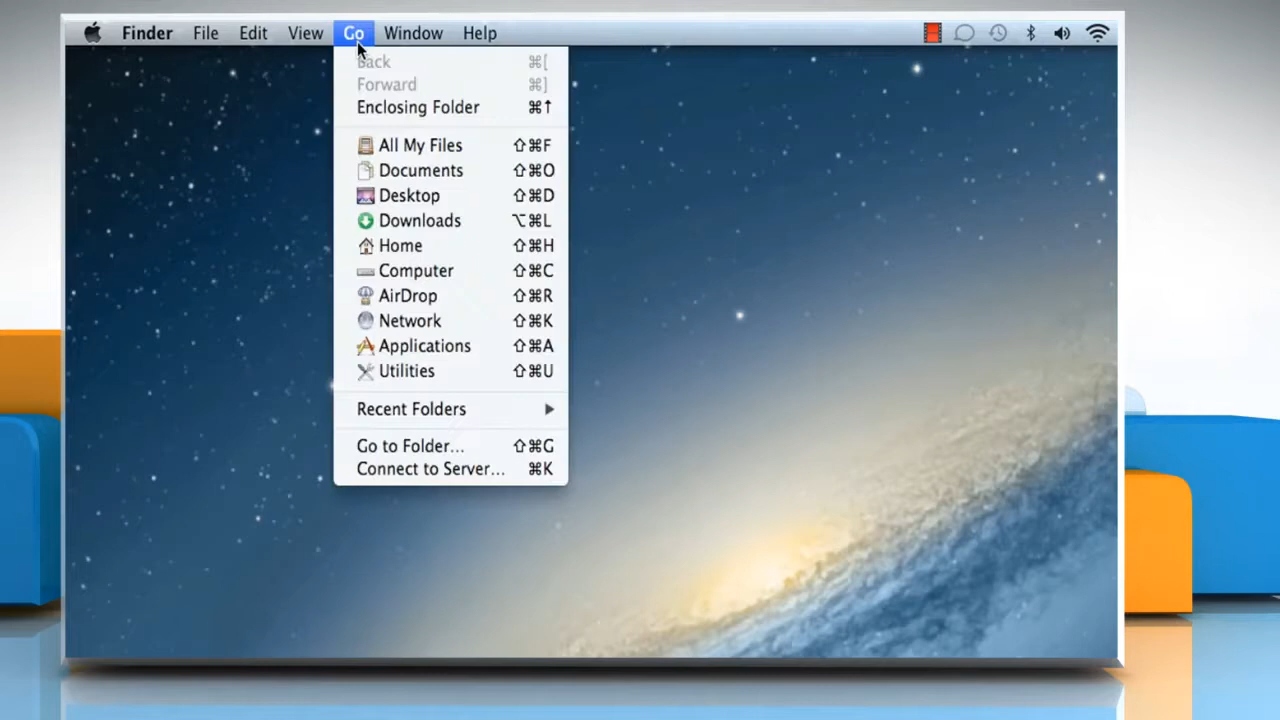 Finder File Edit View Go Window Help
Back ⌘[
Forward ⌘]
Enclosing Folder ⌘↑
All My Files ⇧⌘F
Documents ⇧⌘O
Desktop ⇧⌘D
Downloads ⌥⌘L
Home ⇧⌘H
Computer ⇧⌘C
AirDrop ⇧⌘R
Network ⇧⌘K
Applications ⇧⌘A
Utilities ⇧⌘U
Recent Folders
Go to Folder... ⇧⌘G
Connect to Server... ⌘K